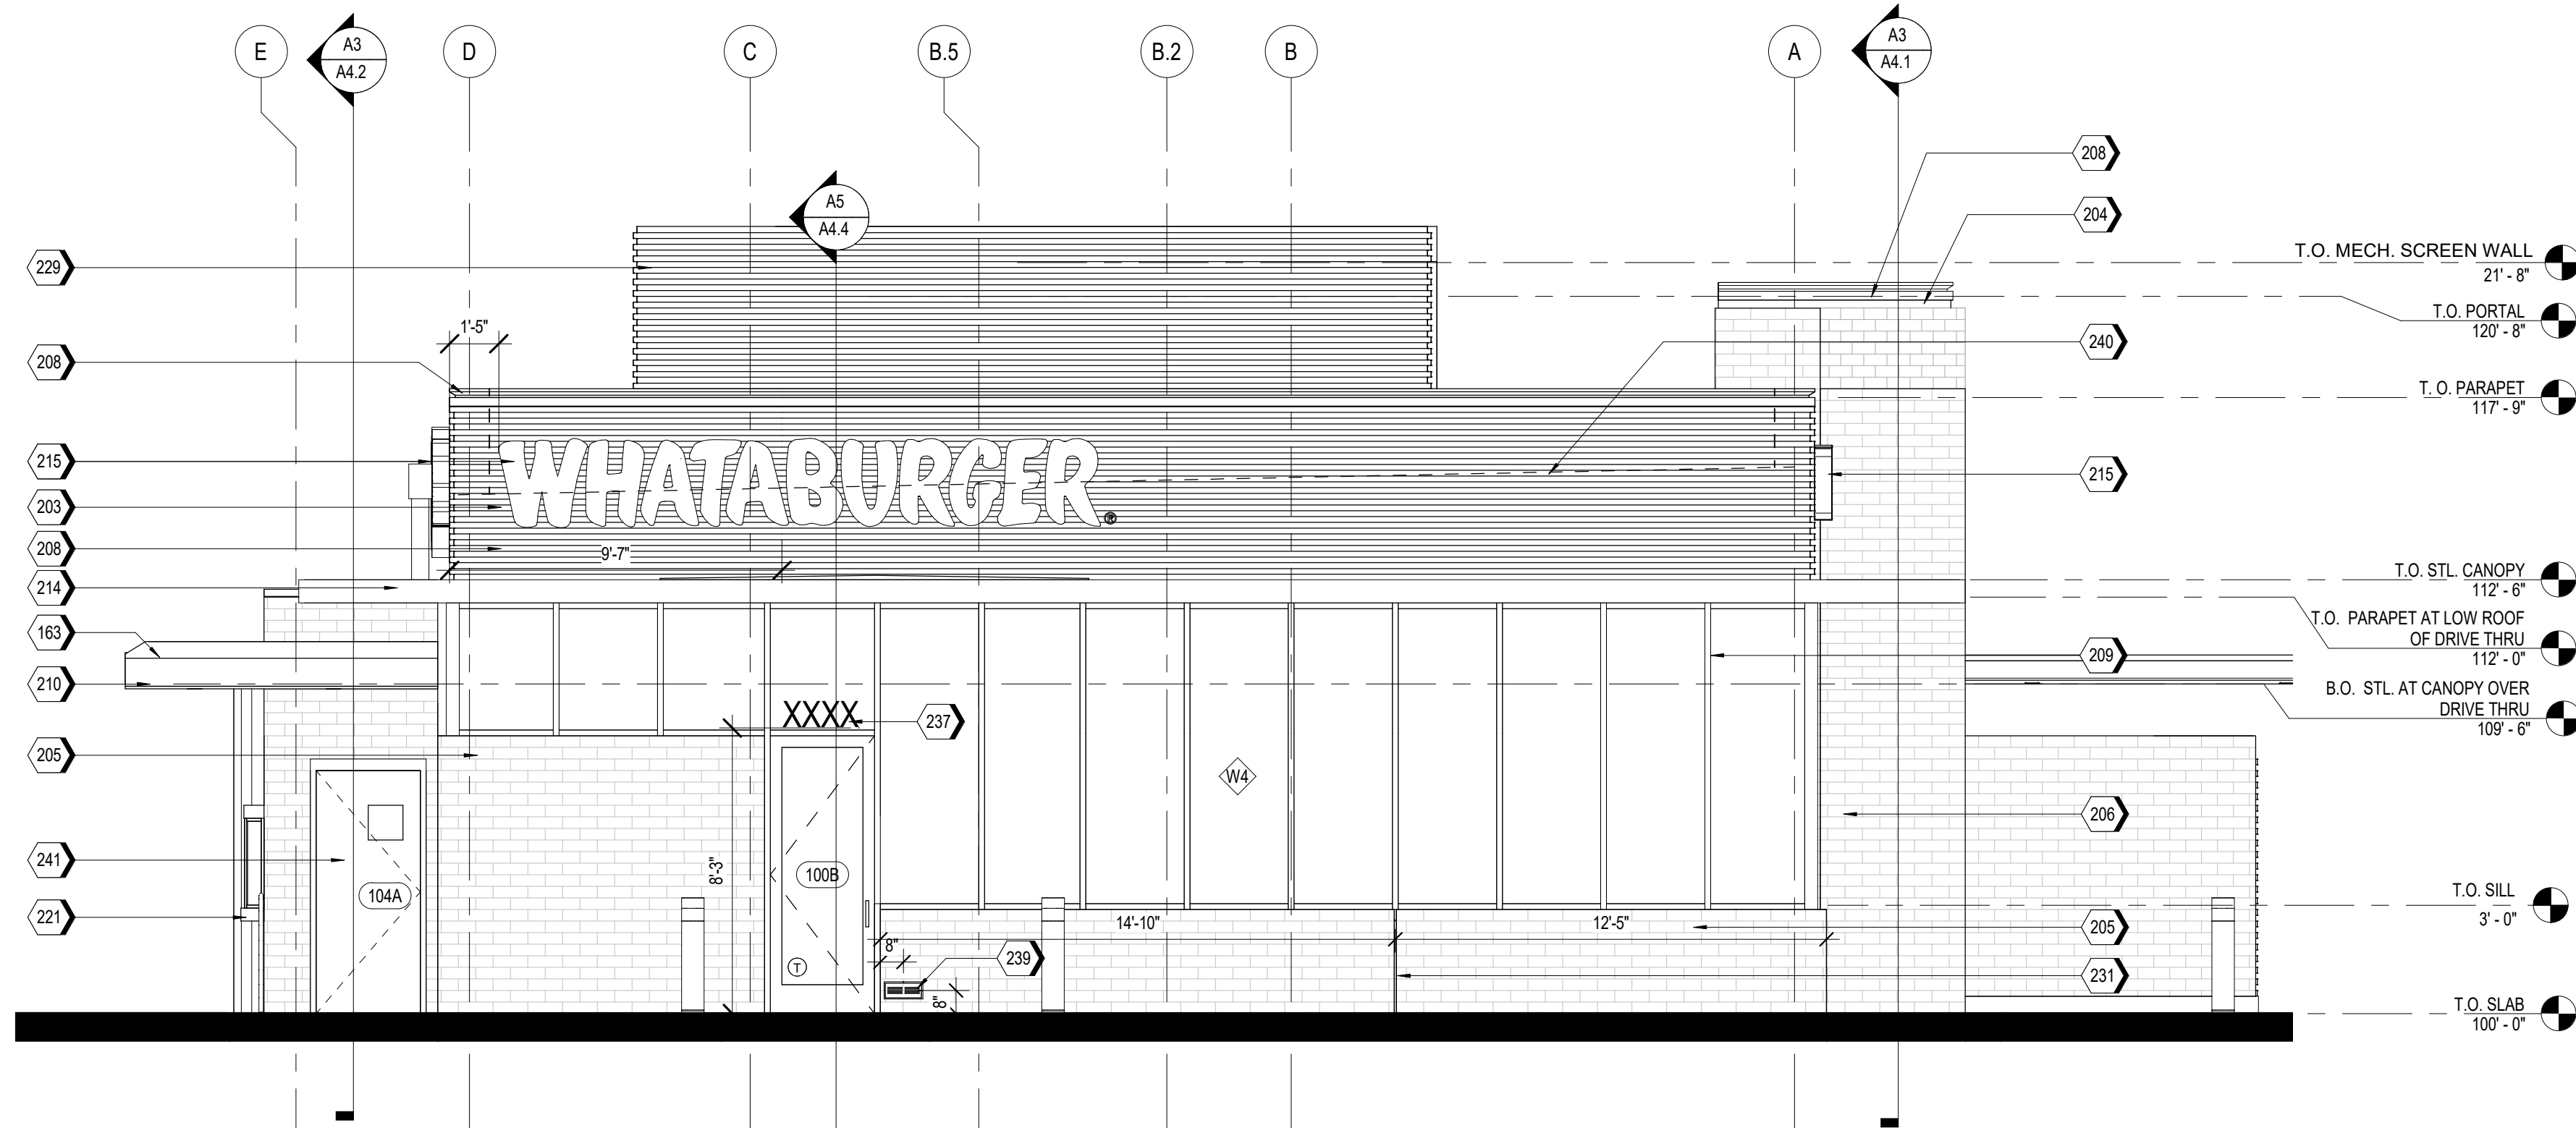 E
A3
A4.2
D
C
B.5
B.2
B
A
A3
A4.1
208
204
A5
A4.4
229
T.O. MECH. SCREEN WALL
21' - 8"
T.O. PORTAL
120' - 8"
1'-5"
240
208
T. O. PARAPET
117' - 9"
215
WHATABURGER®
215
203
208
9'-7"
214
T.O. STL. CANOPY
112' - 6"
163
T.O. PARAPET AT LOW ROOF
OF DRIVE THRU
112' - 0"
209
210
B.O. STL. AT CANOPY OVER
DRIVE THRU
109' - 6"
XXXX
237
205
W4
206
8'-3"
100B
241
104A
T.O. SILL
3' - 0"
221
14'-10"
12'-5"
205
8"
239
T
231
8"
T.O. SLAB
100' - 0"